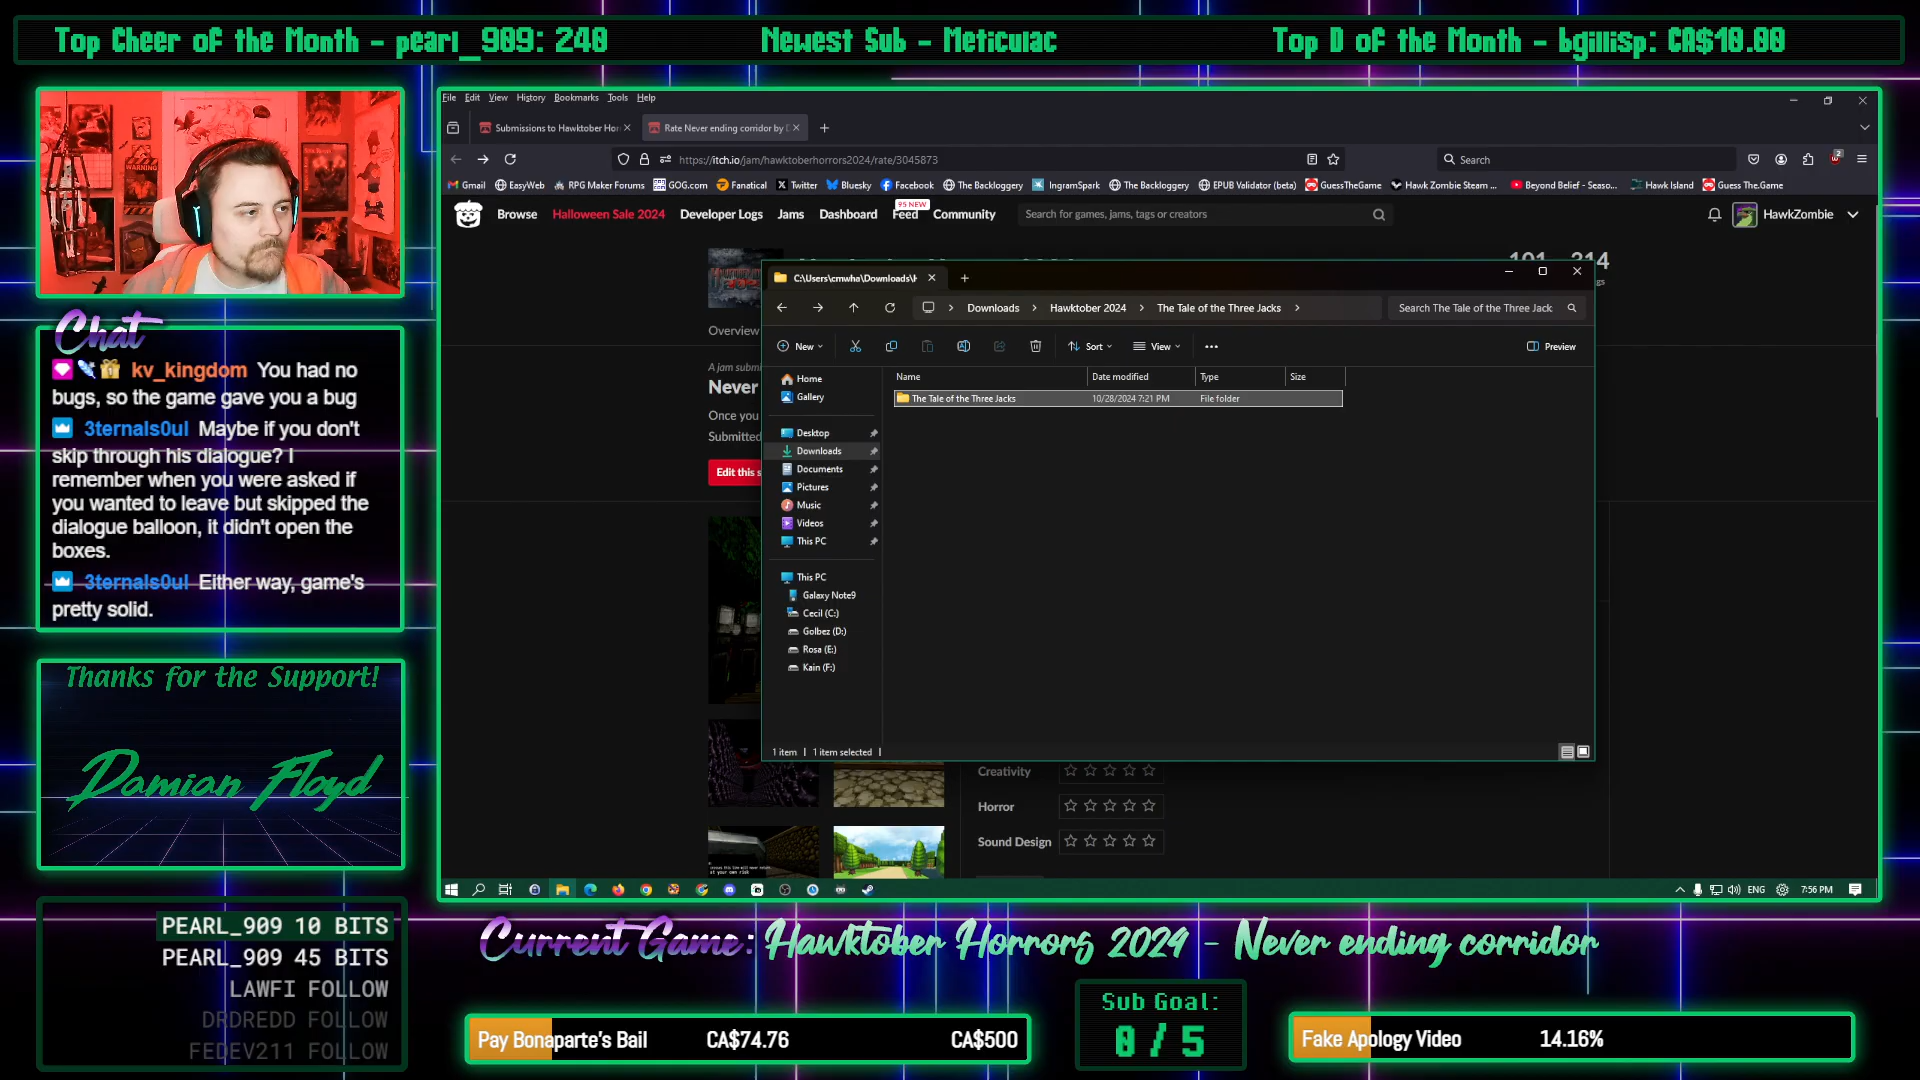 Top Cheer of the Month - pearl_909: 240
Newest Sub - Meticulac
Top D of the Month - bgillisp: CA$10.00
WARNING
Chat
kv_kingdom You had no
bugs, so the game gave you a bug
3ternals0ul Maybe if you don't
skip through his dialogue? I
remember when you were asked if
you wanted to leave but skipped the
dialogue balloon, it didn't open the
boxes.
3ternals0ul Either way, game's
pretty solid.
Thanks for the Support!
Damian Floyd
PEARL_909 10 BITS
PEARL_909 45 BITS
LAWFI FOLLOW
DRDREDD FOLLOW
FEDEV211 FOLLOW
File Edit View History Bookmarks Tools Help
Submissions to Hawktober Hor
Rate Never ending corridor by
https://itch.io/jam/hawktoberhorrors2024/rate/3045873
Search
2
Gmail EasyWeb RPG Maker Forums GOG.com Fanatical Twitter Bluesky Facebook The Backloggery IngramSpark The Backloggery EPUB Validator (beta) GuessTheGame Hawk Zombie Steam ... Beyond Belief - Seaso... Hawk Island Guess The.Game
Browse Halloween Sale 2024 Developer Logs Jams Dashboard Feed Community
95 NEW
Search for games, jams, tags or creators
HawkZombie
Overview
A jam subm
Never
Once you
Submitted
Edit this s
C:\Users\cmwha\Downloads\H
Downloads > Hawktober 2024 > The Tale of the Three Jacks >
Search The Tale of the Three Jack
New Sort View ... Preview
Name Date modified Type Size
The Tale of the Three Jacks 10/28/2024 7:21 PM File folder
Home
Gallery
Desktop
Downloads
Documents
Pictures
Music
Videos
This PC
This PC
Galaxy Note9
Cecil (C:)
Golbez (D:)
Rosa (E:)
Kain (F:)
1 item 1 item selected
Creativity
Horror
Sound Design
ENG 7:56 PM
Current Game: Hawktober Horrors 2024 - Never ending corridor
Pay Bonaparte's Bail CA$74.76 CA$500
Sub Goal:
0 / 5
Fake Apology Video 14.16%